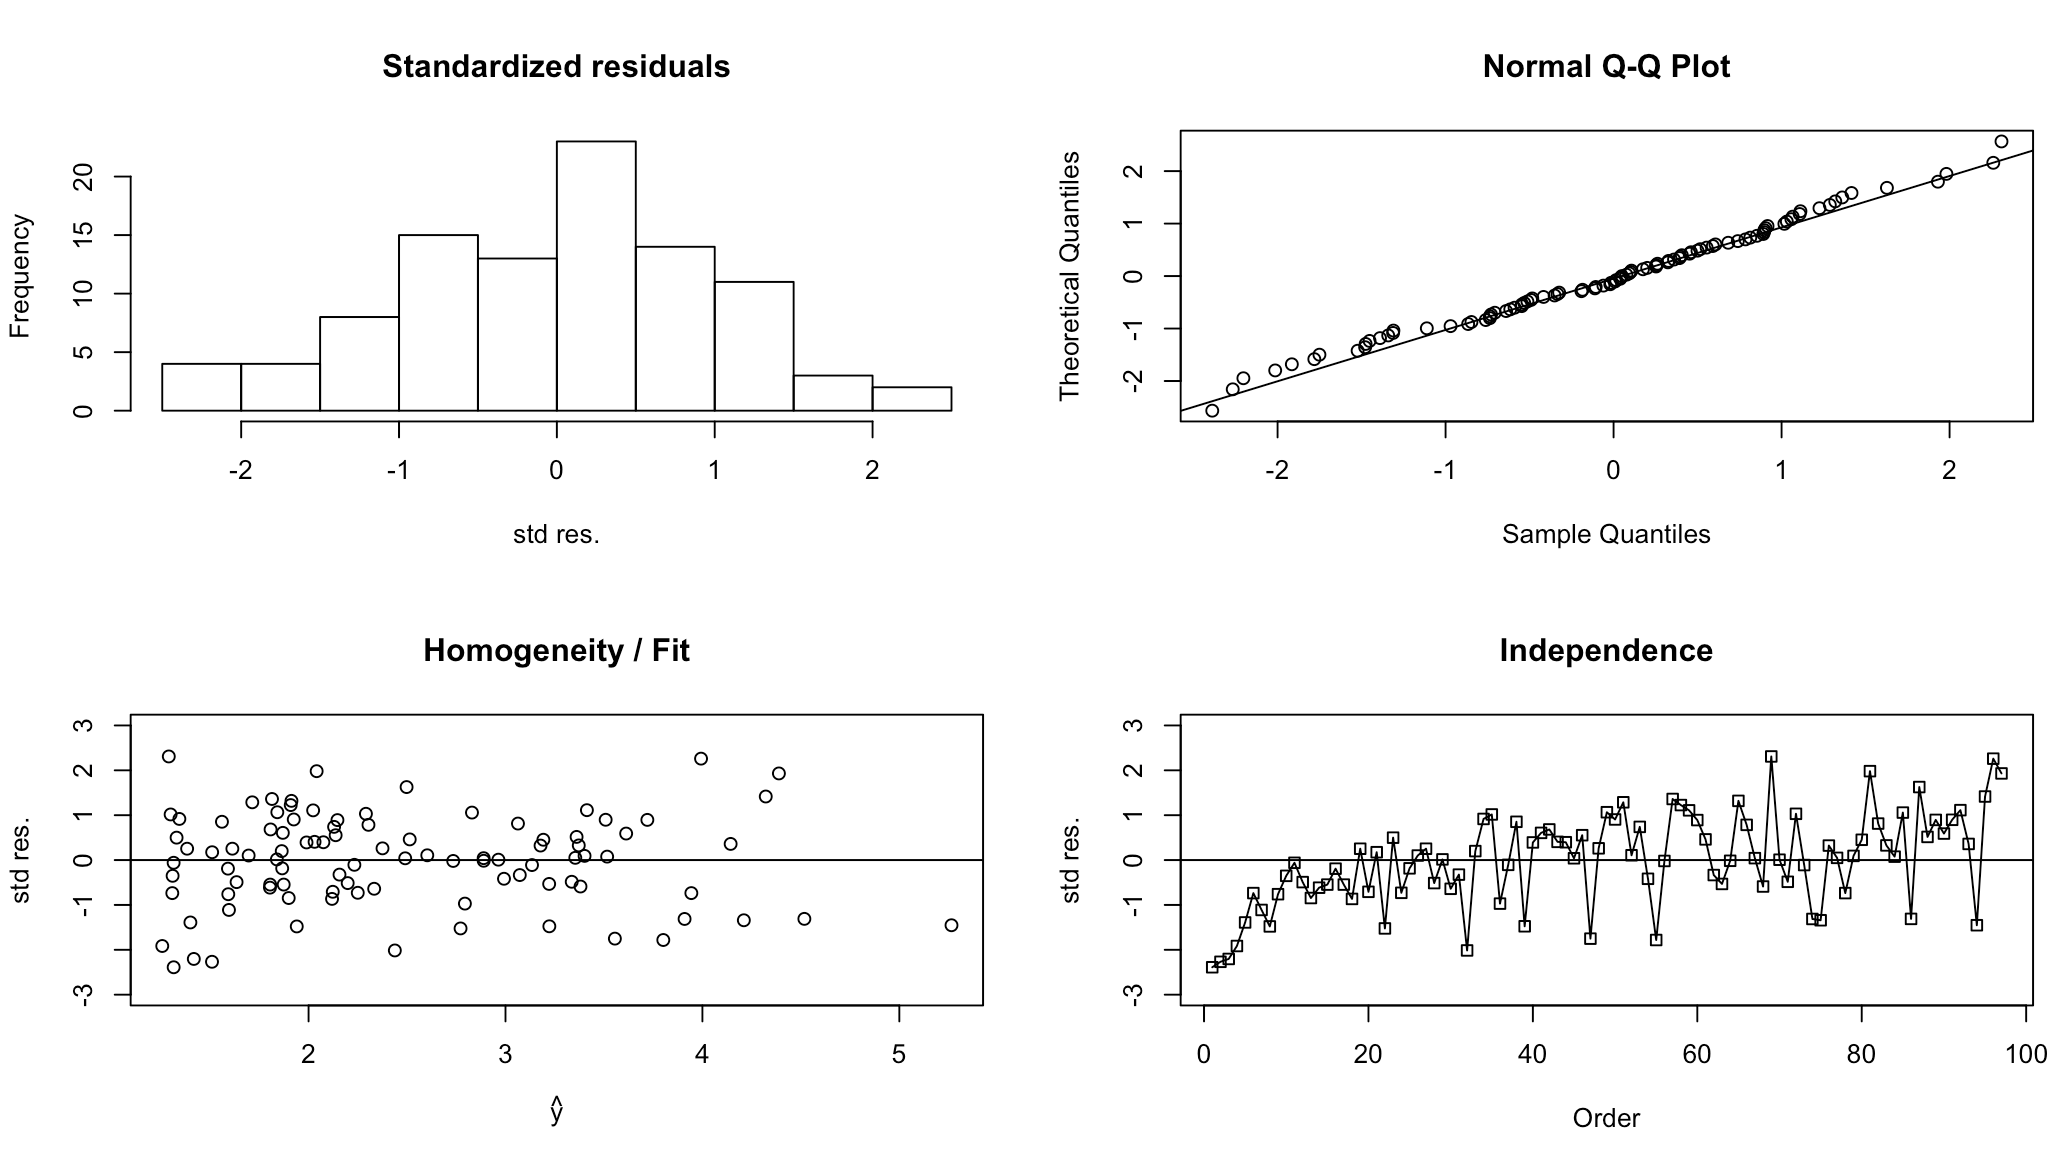 Standardized residuals
Frequency
20
15
10
5
0
-2 -1 0 1 2
std res.
Normal Q-Q Plot
Theoretical Quantiles
2
1
0
-1
-2
-2 -1 0 1 2
Sample Quantiles
Homogeneity / Fit
std res.
3
2
1
0
-1
-3
2 3 4 5
ŷ
Independence
std res.
3
2
1
0
-1
-3
0 20 40 60 80 100
Order